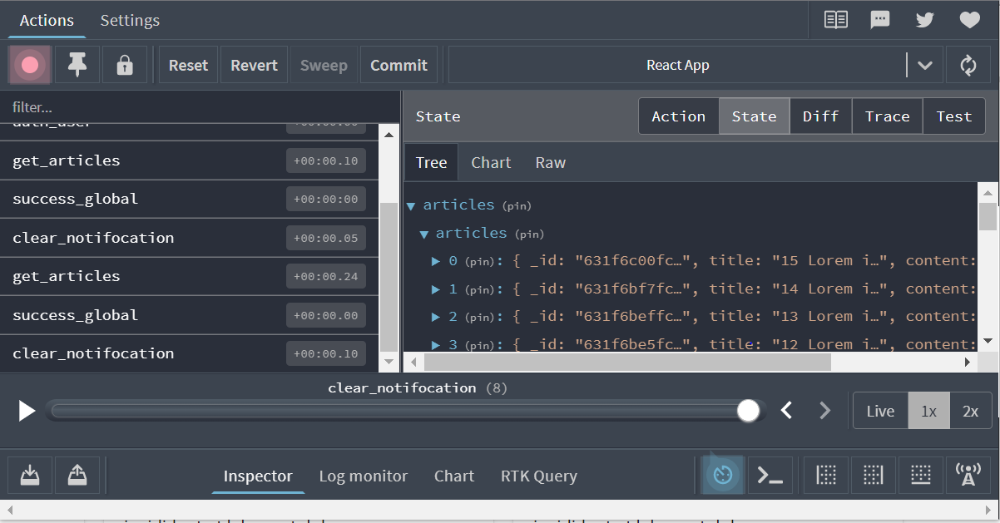 Actions Settings
Reset Revert Sweep Commit React App
filter...
State Action State Diff Trace Test
get_articles +00:00.10
success_global +00:00:00
clear_notifocation +00:00.05
get_articles +00:00.24
success_global +00:00.00
clear_notifocation +00:00.10
Tree Chart Raw
articles (pin)
articles (pin)
0 (pin): { _id: "631f6c00fc…", title: "15 Lorem i…", content:
1 (pin): { _id: "631f6bf7fc…", title: "14 Lorem i…", content:
2 (pin): { _id: "631f6beffc…", title: "13 Lorem i…", content:
3 (pin): { _id: "631f6be5fc…", title: "12 Lorem i…", content:
clear_notifocation (8)
Live 1x 2x
Inspector Log monitor Chart RTK Query